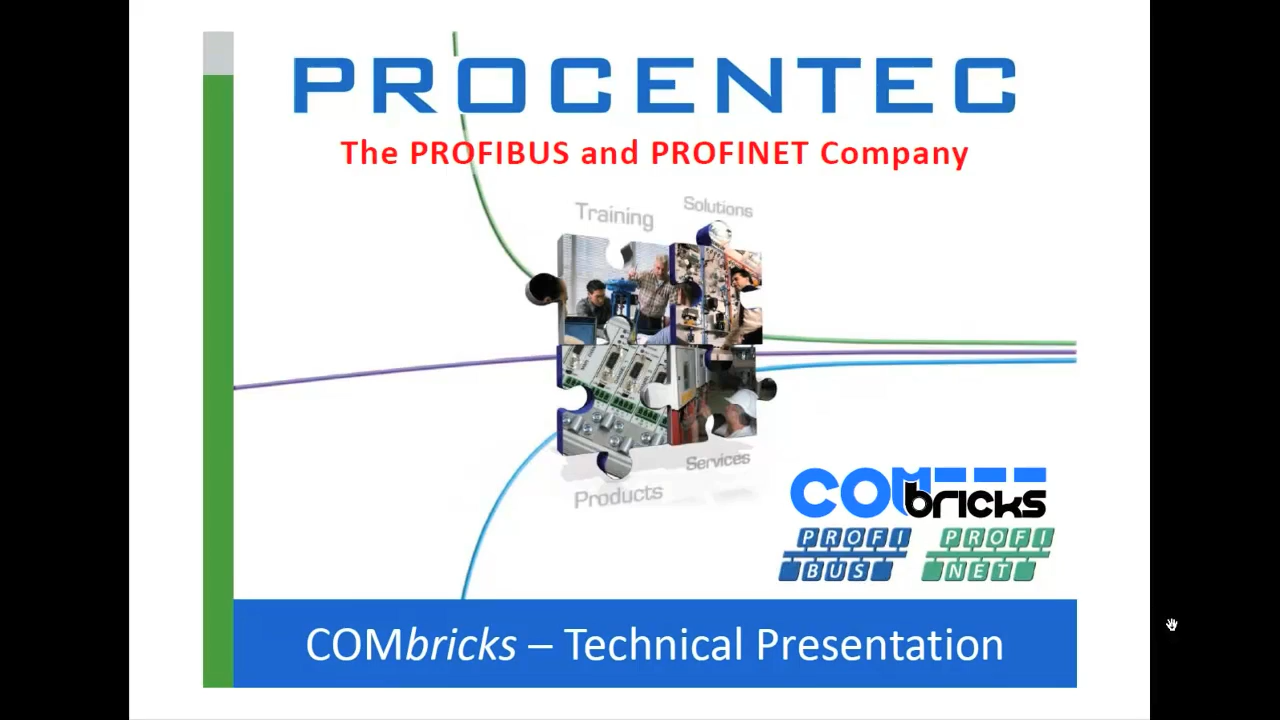 PROCENTEC
The PROFIBUS and PROFINET Company
Training
Solutions
Services
Products
COMbricks
PROFI PROFI
BUS NET
COMbricks – Technical Presentation